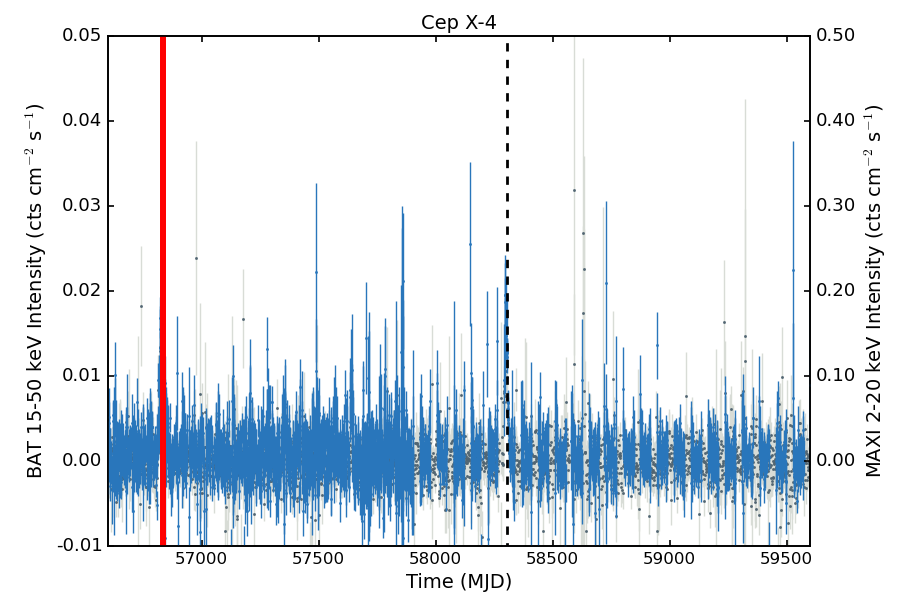 Cep X-4
0.05
0.04
0.03
0.02
0.01
0.00
-0.01
BAT 15-50 keV Intensity (cts cm⁻² s⁻¹)
0.50
0.40
0.30
0.20
0.10
0.00
MAXI 2-20 keV Intensity (cts cm⁻² s⁻¹)
57000 57500 58000 58500 59000 59500
Time (MJD)